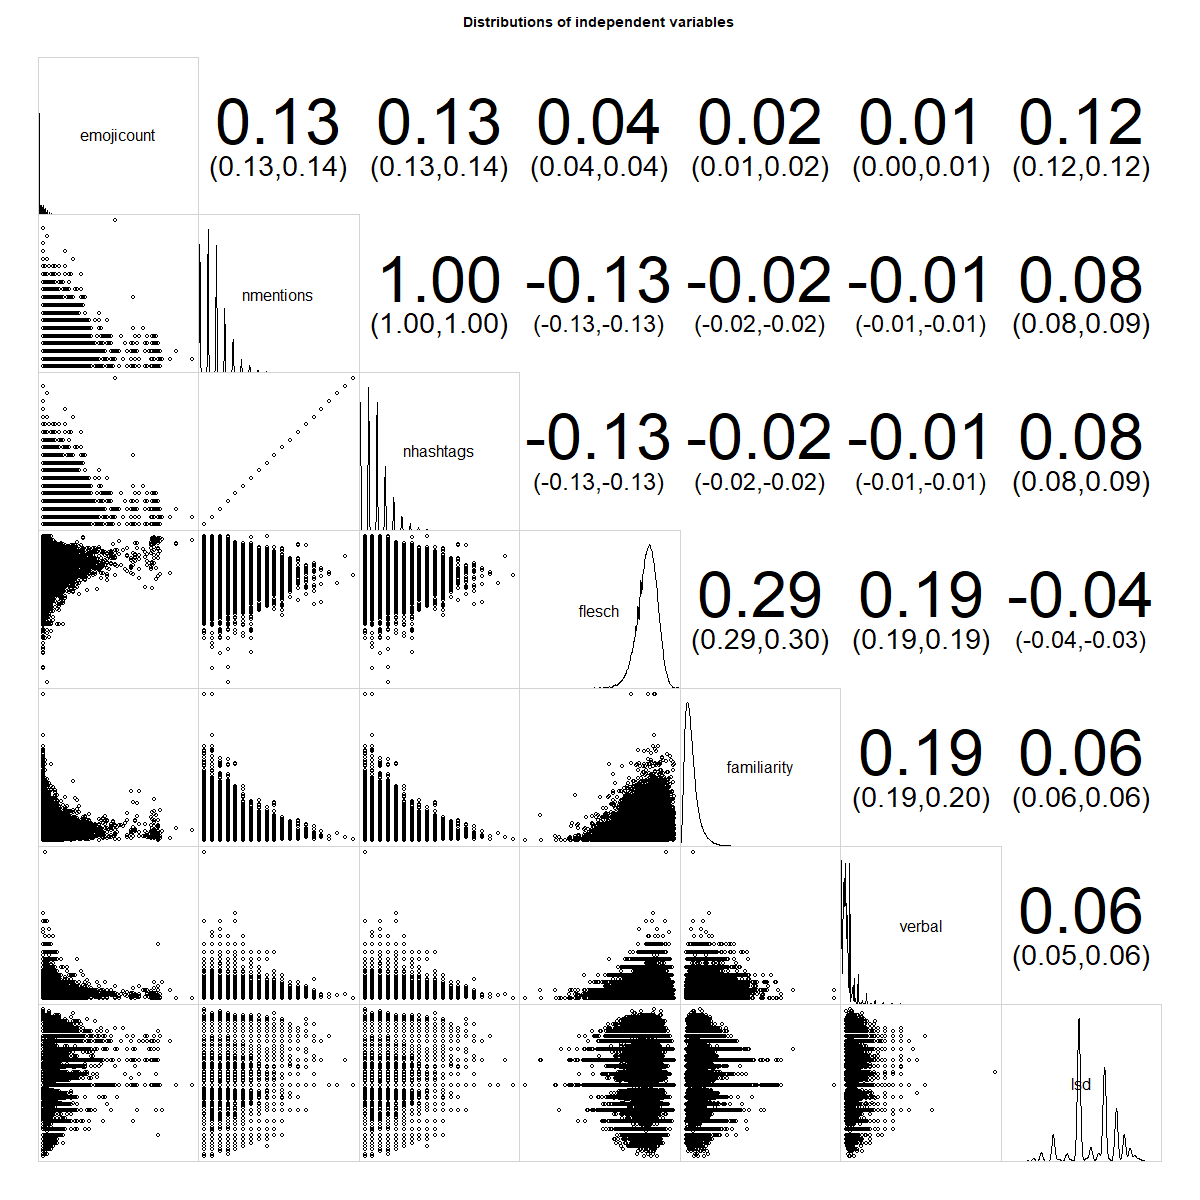 Distributions of independent variables
emojicount
0.13 0.13 0.04 0.02 0.01 0.12
(0.13,0.14) (0.13,0.14) (0.04,0.04) (0.01,0.02) (0.00,0.01) (0.12,0.12)
nmentions
1.00 -0.13 -0.02 -0.01 0.08
(1.00,1.00) (-0.13,-0.13) (-0.02,-0.02) (-0.01,-0.01) (0.08,0.09)
nhashtags
-0.13 -0.02 -0.01 0.08
(-0.13,-0.13) (-0.02,-0.02) (-0.01,-0.01) (0.08,0.09)
flesch
0.29 0.19 -0.04
(0.29,0.30) (0.19,0.19) (-0.04,-0.03)
familiarity
0.19 0.06
(0.19,0.20) (0.06,0.06)
verbal
0.06
(0.05,0.06)
lsd